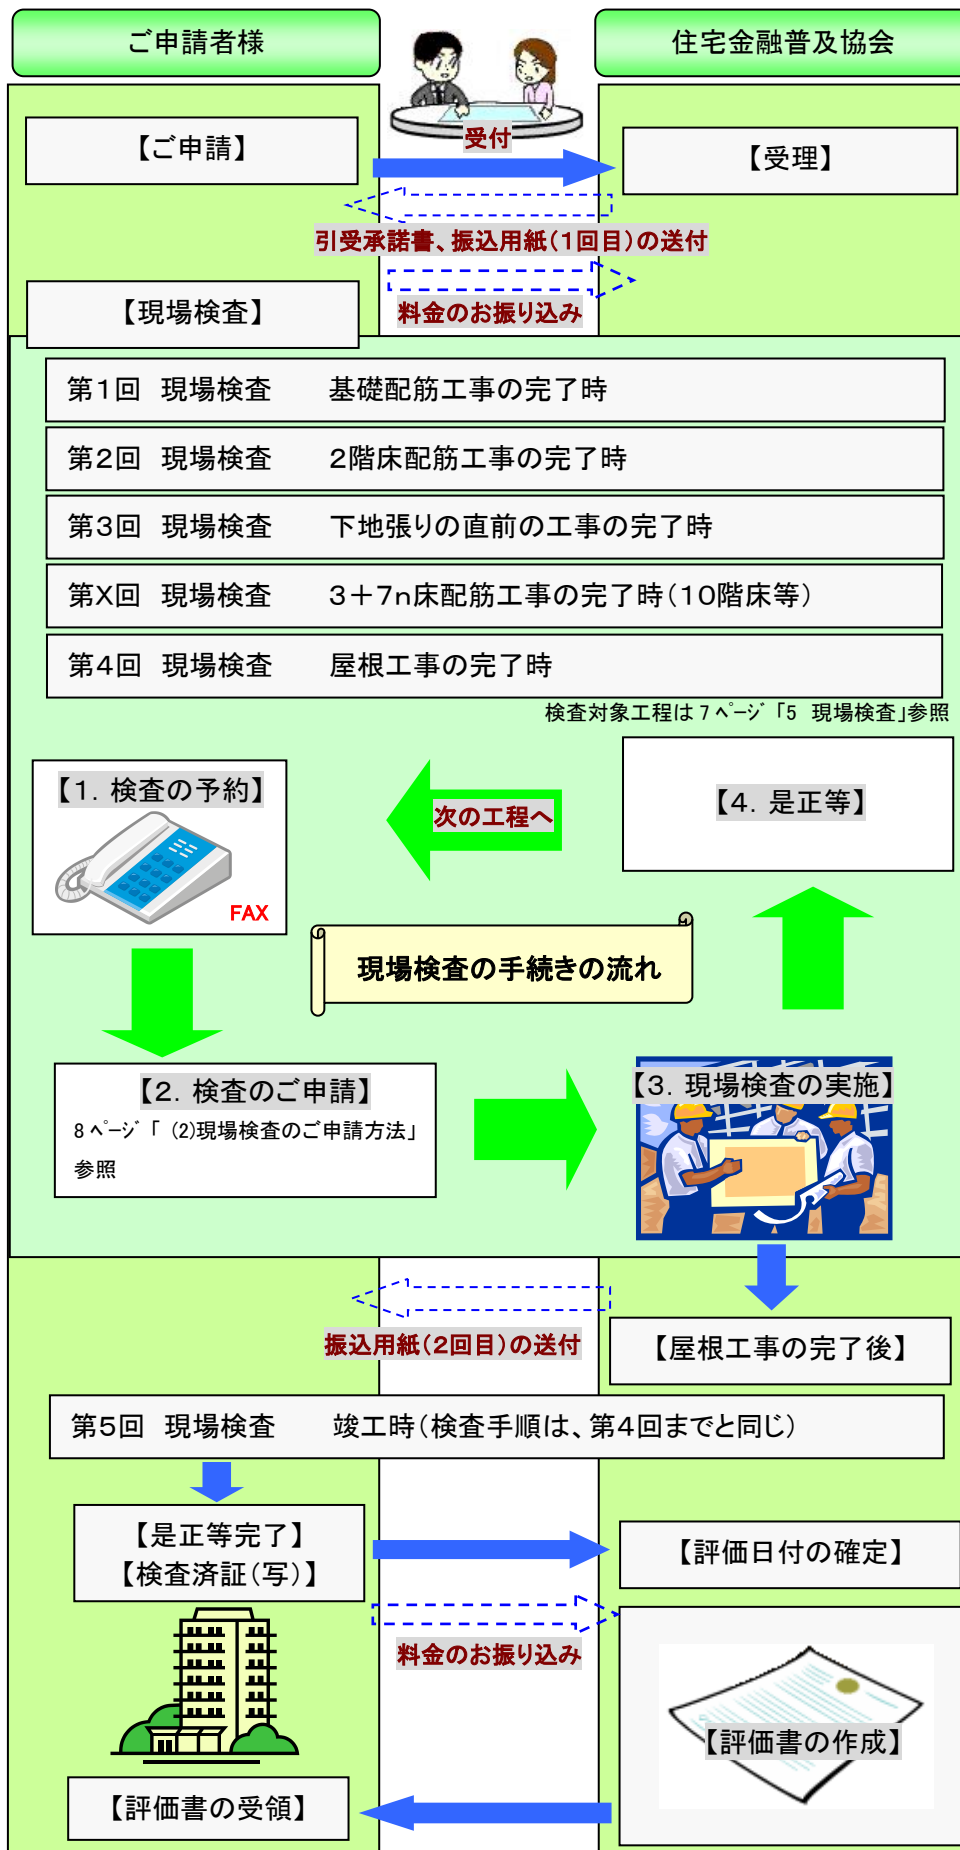 ご申請者様
住宅金融普及協会
【ご申請】
受付
【受理】
引受承諾書、振込用紙(1回目)の送付
【現場検査】
料金のお振り込み
第1回 現場検査 基礎配筋工事の完了時
第2回 現場検査 2階床配筋工事の完了時
第3回 現場検査 下地張りの直前の工事の完了時
第X回 現場検査 3+7n床配筋工事の完了時(10階床等)
第4回 現場検査 屋根工事の完了時
検査対象工程は7ページ「5 現場検査」参照
【1. 検査の予約】
FAX
次の工程へ
【4. 是正等】
現場検査の手続きの流れ
【2. 検査のご申請】
8ページ「(2)現場検査のご申請方法」
参照
【3. 現場検査の実施】
振込用紙(2回目)の送付
【屋根工事の完了後】
第5回 現場検査 竣工時(検査手順は、第4回までと同じ)
【是正等完了】
【検査済証(写)】
【評価日付の確定】
料金のお振り込み
【評価書の作成】
【評価書の受領】